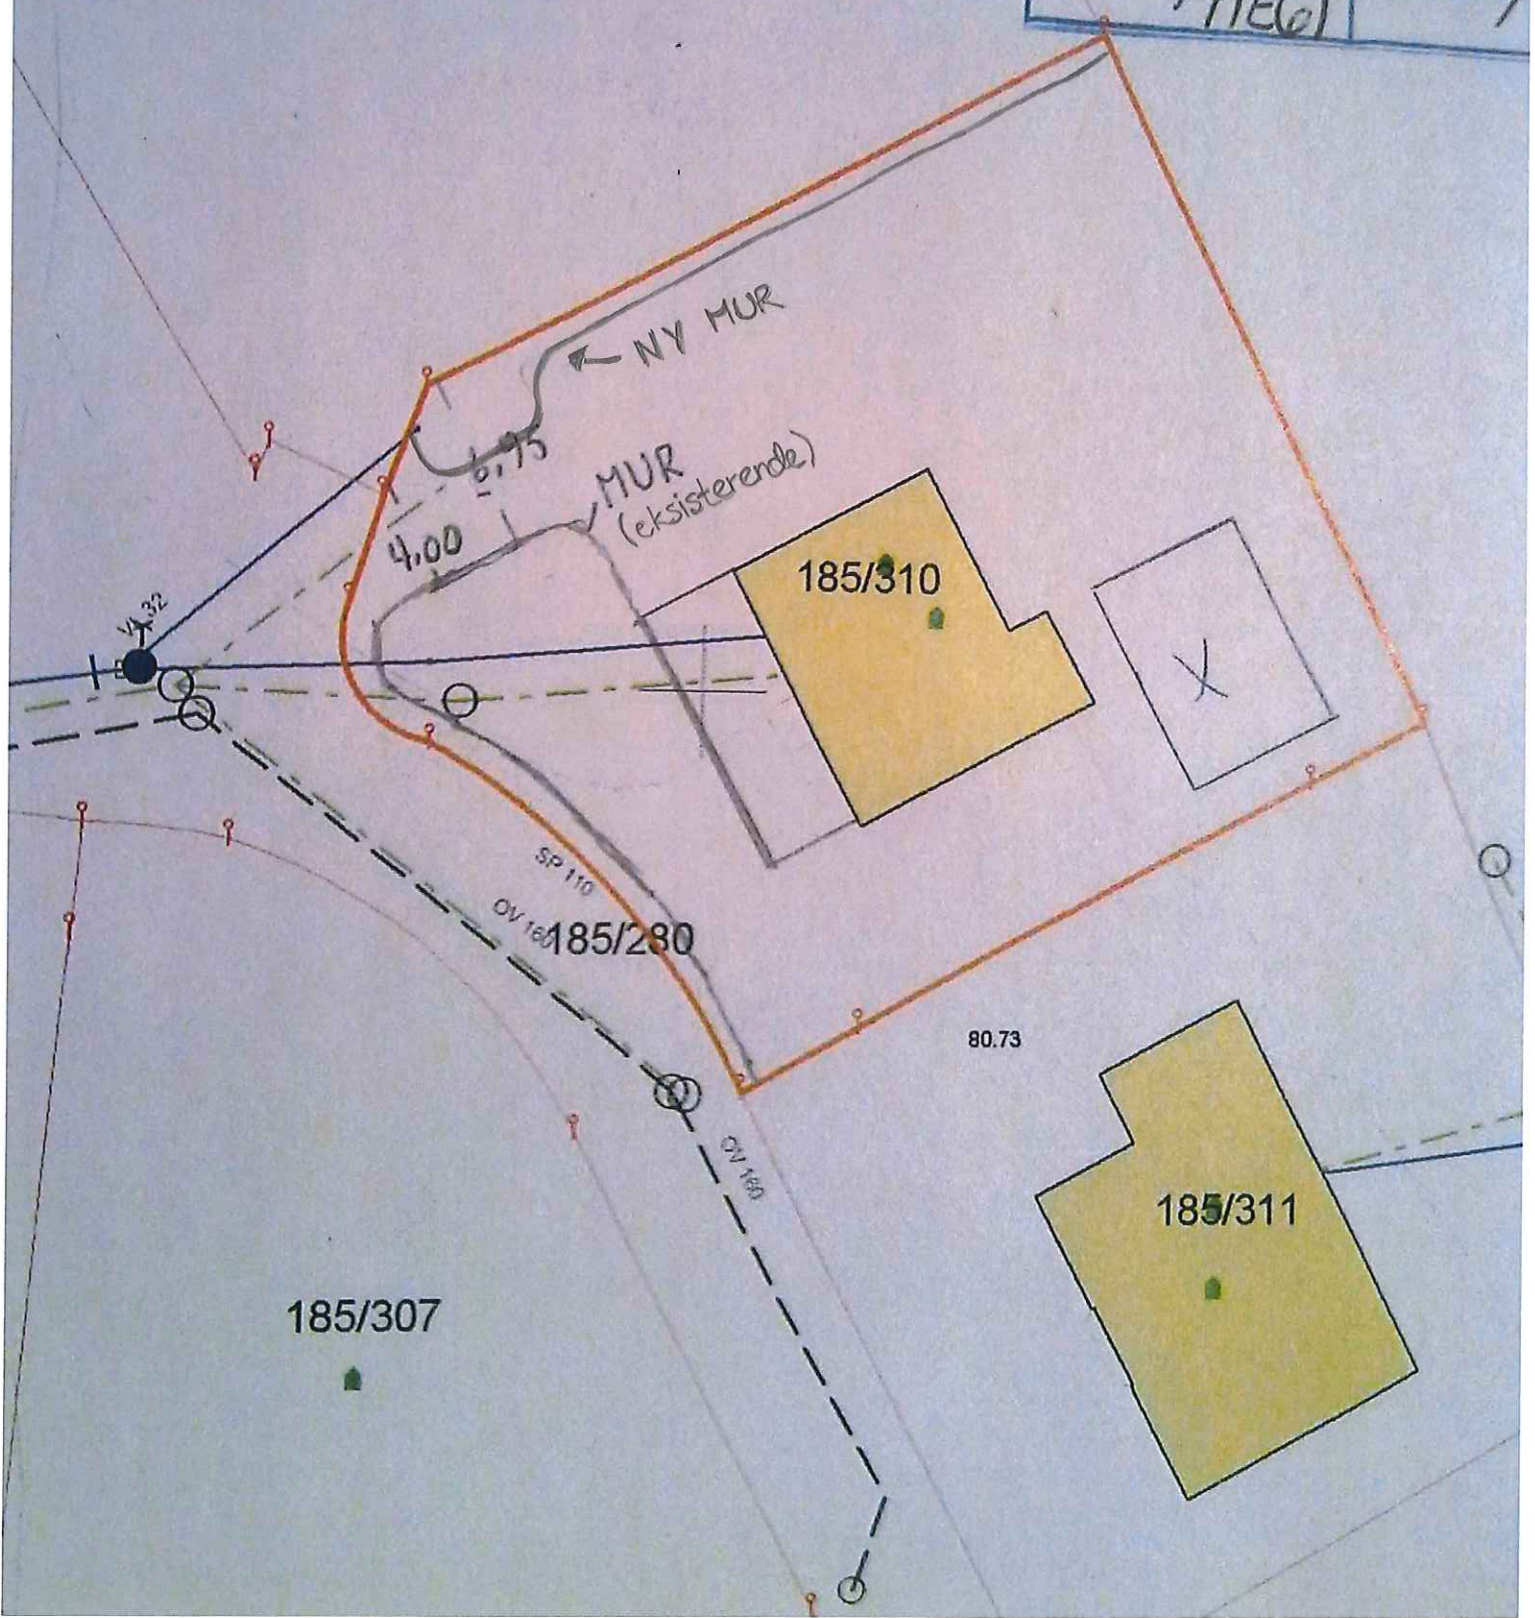 NY MUR
6,95
MUR
(eksisterende)
4.00
185/310
X
SP 110
OV 160
185/280
80.73
OV 160
185/311
185/307